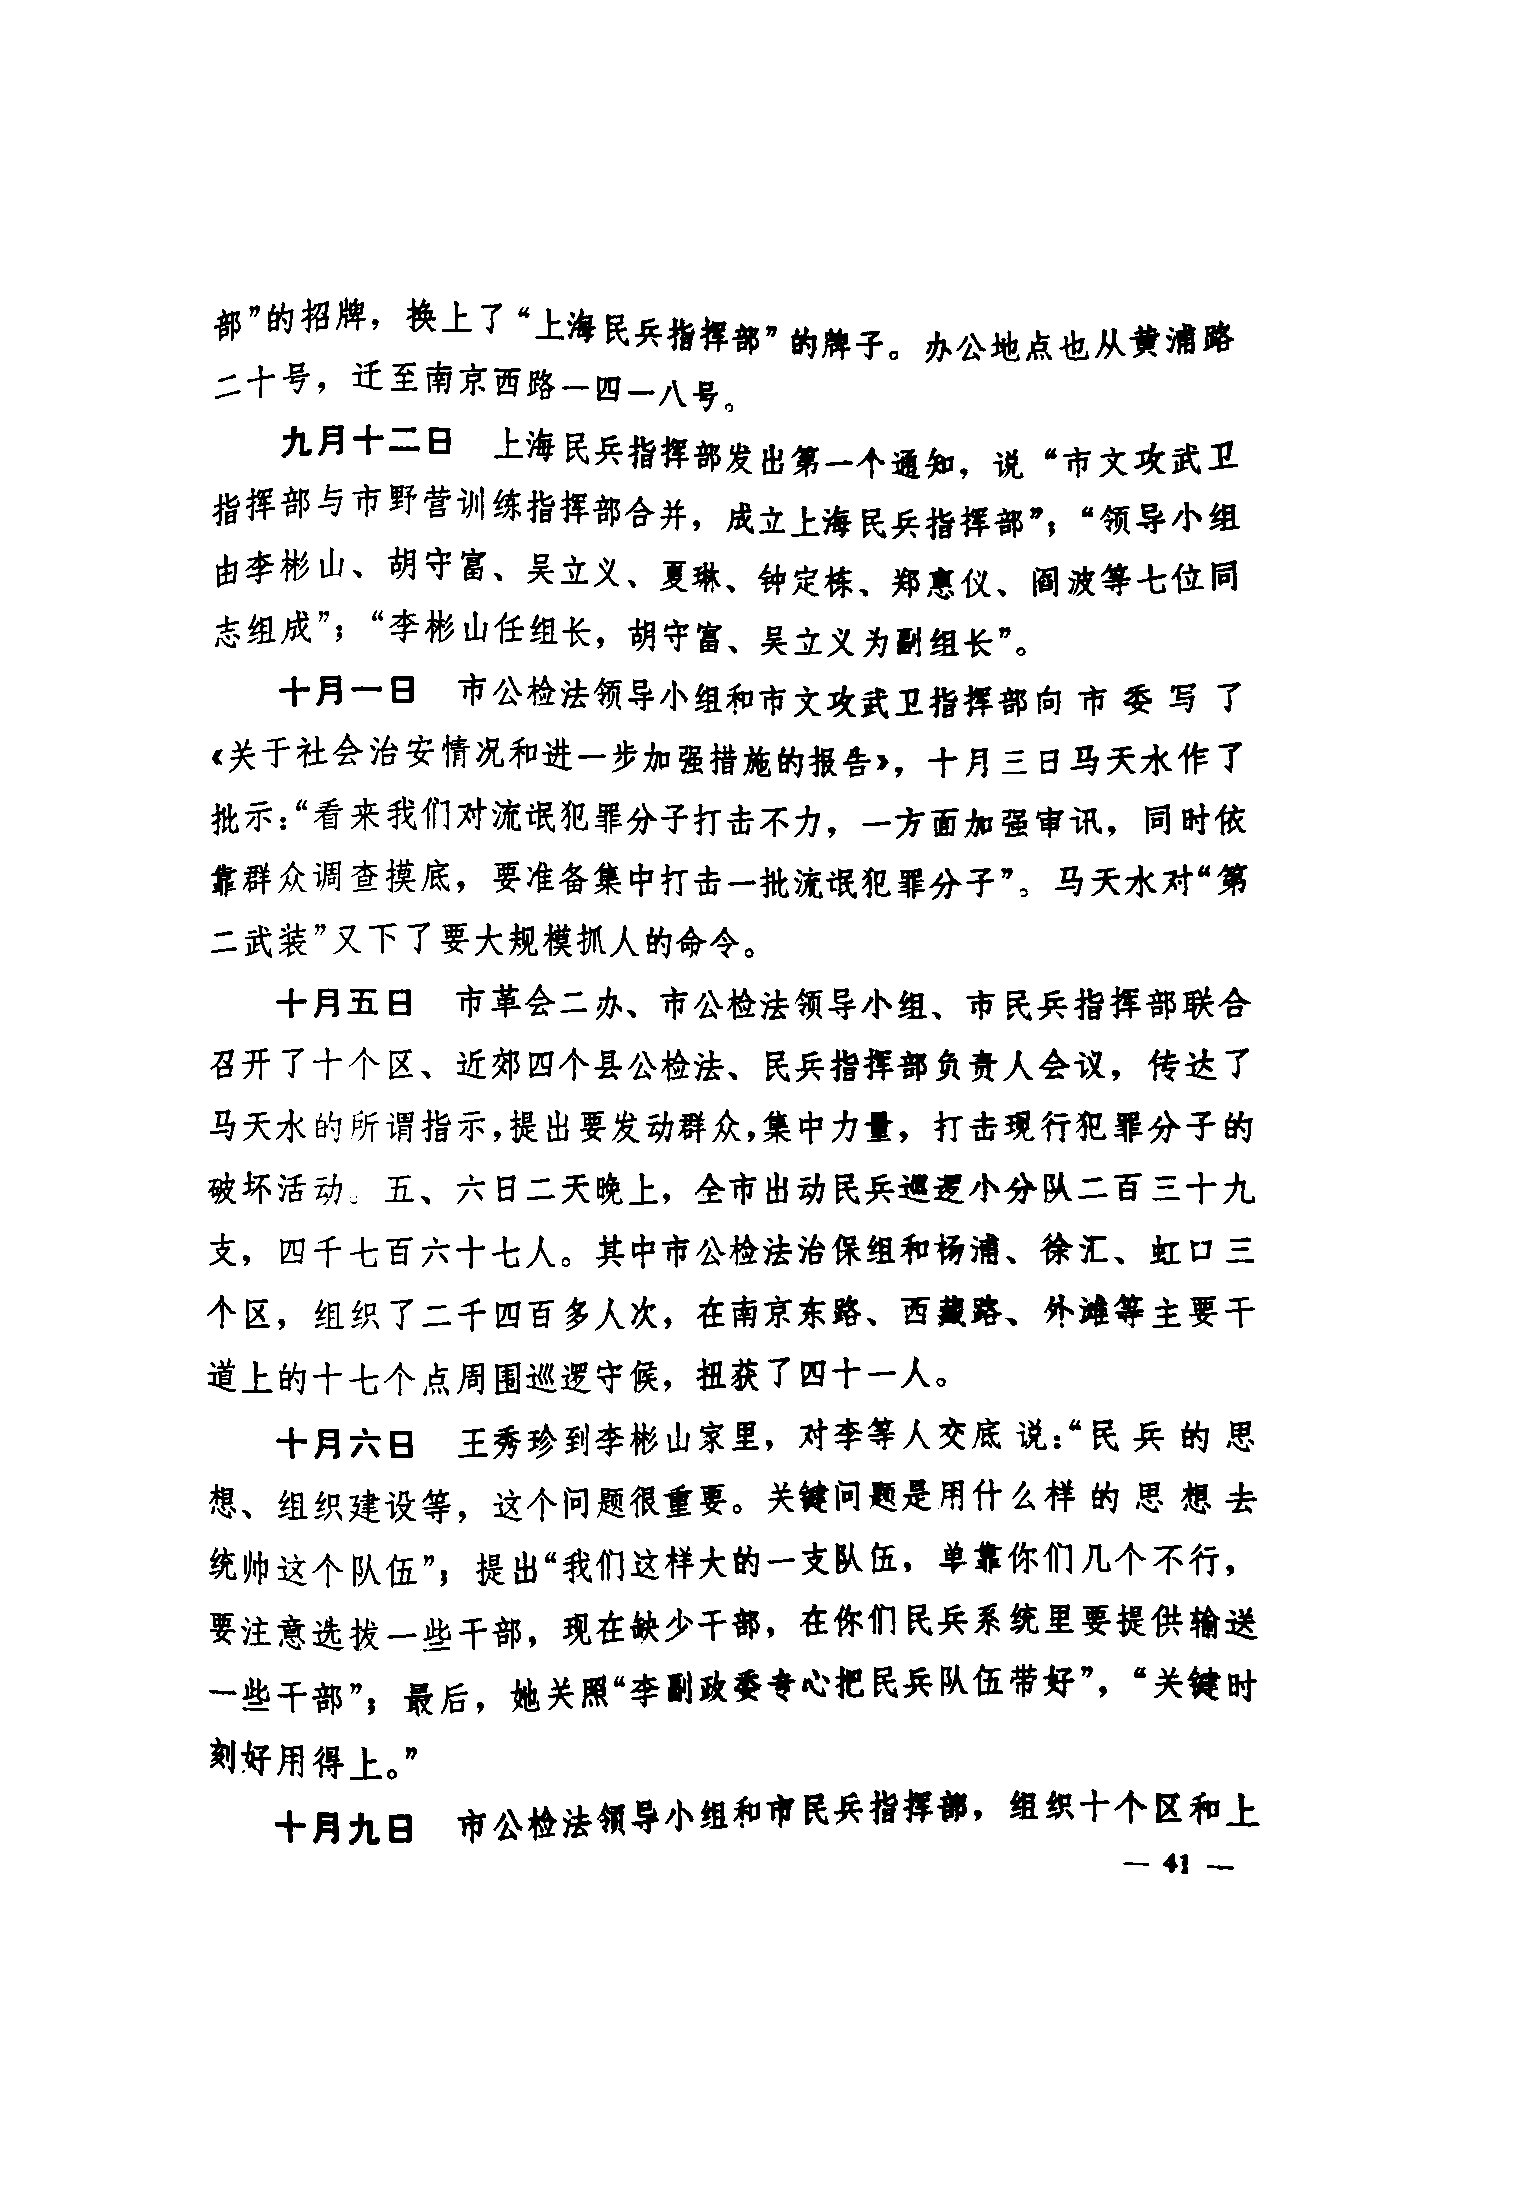 部”的招牌，换上了“上海民兵指挥部”的牌子。办公地点也从黄浦路
二十号，迁至南京西路一四一八号。
九月十二日　上海民兵指挥部发出第一个通知，说“市文攻武卫
指挥部与市野营训练指挥部合并，成立上海民兵指挥部”；“领导小组
由李彬山、胡守富、吴立义、夏琳、钟定栋、郑惠仪、阎波等七位同
志组成”；“李彬山任组长，胡守富、吴立义为副组长”。
十月一日　市公检法领导小组和市文攻武卫指挥部向市委写了
《关于社会治安情况和进一步加强措施的报告》，十月三日马天水作了
批示：“看来我们对流氓犯罪分子打击不力，一方面加强审讯，同时依
靠群众调查摸底，要准备集中打击一批流氓犯罪分子”。马天水对“第
二武装”又下了要大规模抓人的命令。
十月五日　市革会二办、市公检法领导小组、市民兵指挥部联合
召开了十个区、近郊四个县公检法、民兵指挥部负责人会议，传达了
马天水的所谓指示，提出要发动群众，集中力量，打击现行犯罪分子的
破坏活动。五、六日二天晚上，全市出动民兵巡逻小分队二百三十九
支，四千七百六十七人。其中市公检法治保组和杨浦、徐汇、虹口三
个区，组织了二千四百多人次，在南京东路、西藏路、外滩等主要干
道上的十七个点周围巡逻守候，扭获了四十一人。
十月六日　王秀珍到李彬山家里，对李等人交底说：“民兵的思
想、组织建设等，这个问题很重要。关键问题是用什么样的思想去
统帅这个队伍”；提出“我们这样大的一支队伍，单靠你们几个不行，
要注意选拔一些干部，现在缺少干部，在你们民兵系统里要提供输送
一些干部”；最后，她关照“李副政委专心把民兵队伍带好”，“关键时
刻好用得上。”
十月九日　市公检法领导小组和市民兵指挥部，组织十个区和上
— 41 —